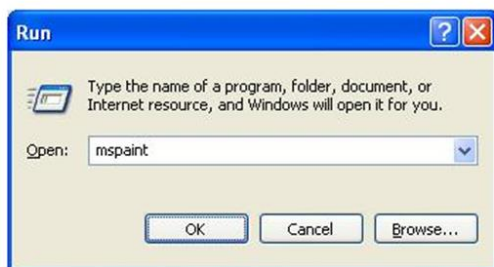 Run
Type the name of a program, folder, document, or
Internet resource, and Windows will open it for you.
Open: mspaint
OK Cancel Browse...